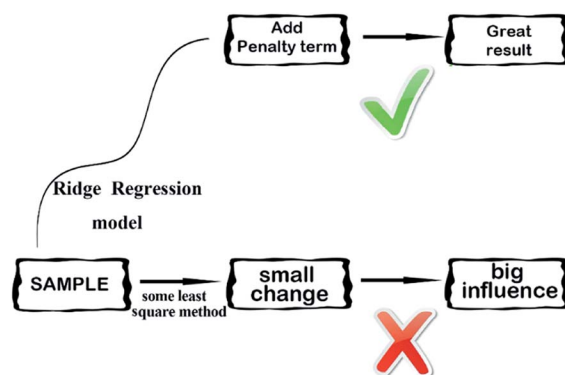 Add
Penalty term
Great
result
Ridge Regression
model
SAMPLE
some least
square method
small
change
big
influence